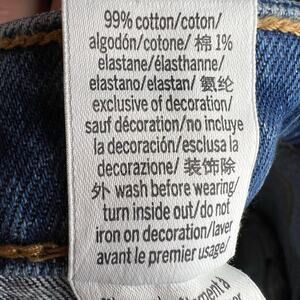 99% cotton/coton/
algodón/cotone/ 棉 1%
elastane/élasthanne/
elastano/elastan/ 氨纶
exclusive of decoration/
sauf décoration/no incluye
la decoración/esclusa la
decorazione/ 装饰除
外 wash before wearing/
turn inside out/do not
iron on decoration/laver
avant le premier usage/